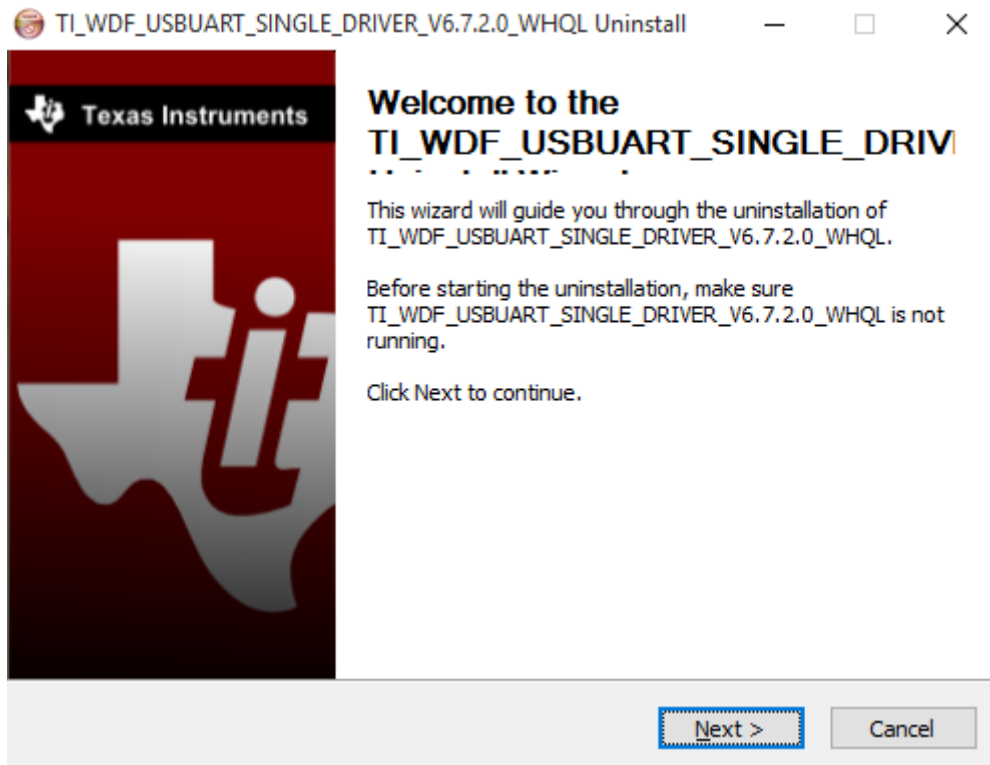 TI_WDF_USBUART_SINGLE_DRIVER_V6.7.2.0_WHQL Uninstall
Texas Instruments
Welcome to the
TI_WDF_USBUART_SINGLE_DRIV
This wizard will guide you through the uninstallation of
TI_WDF_USBUART_SINGLE_DRIVER_V6.7.2.0_WHQL.
Before starting the uninstallation, make sure
TI_WDF_USBUART_SINGLE_DRIVER_V6.7.2.0_WHQL is not
running.
Click Next to continue.
Next >
Cancel